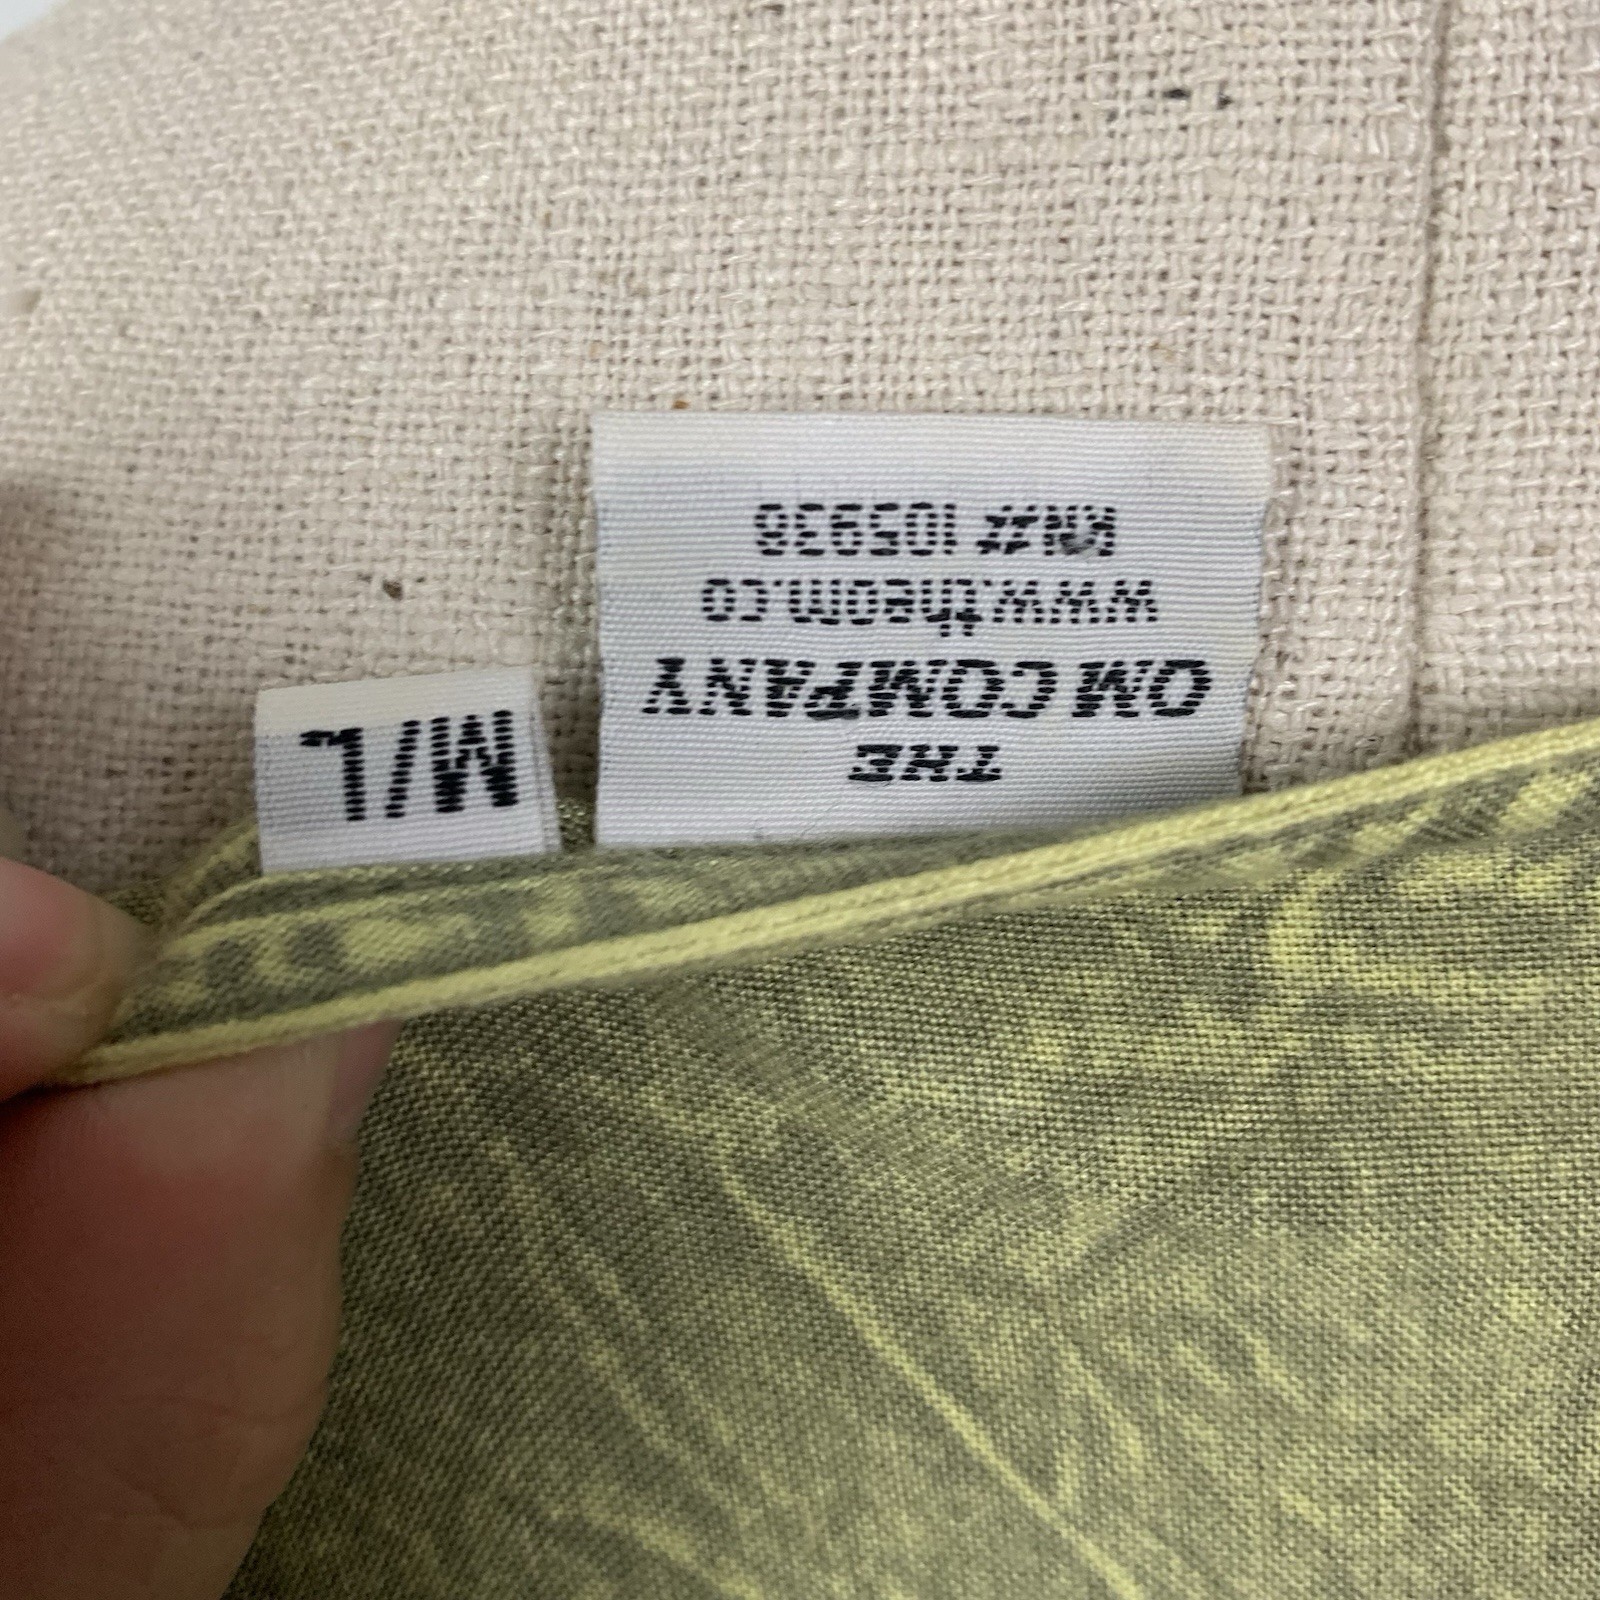 THE
OM COMPANY
www.theom.co
RN# 105938
M/L